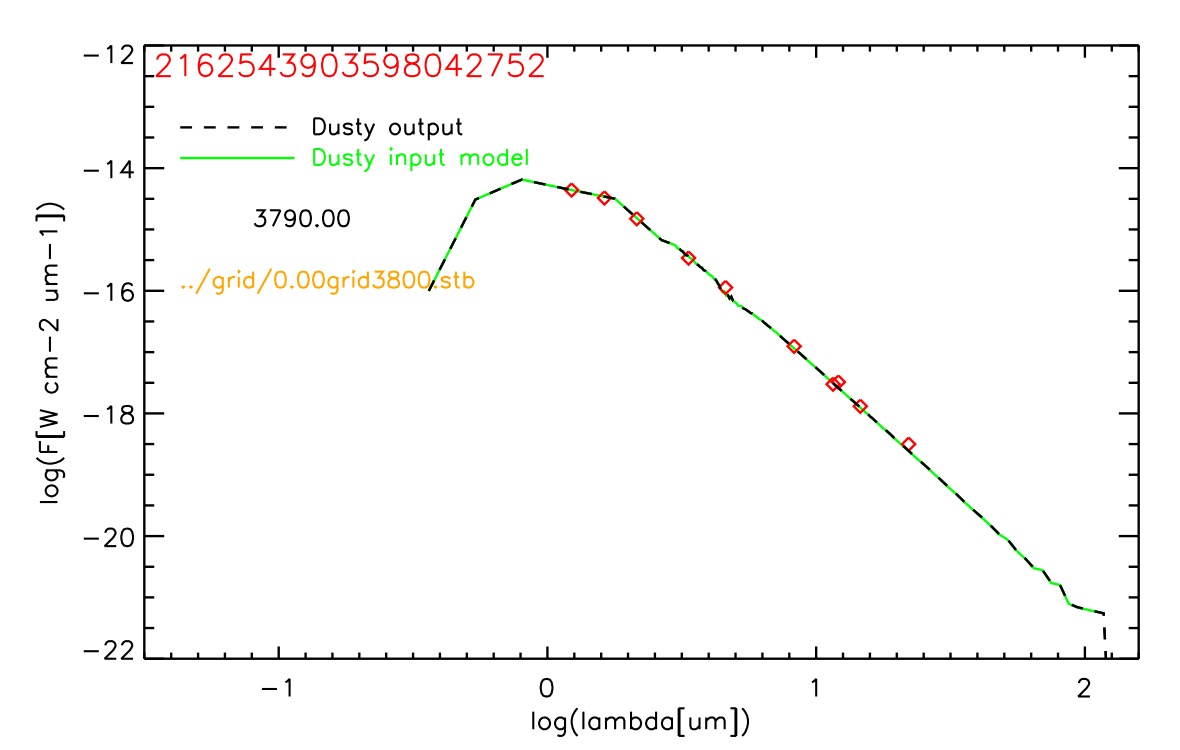 2162543903598042752
Dusty output
Dusty input model
3790.00
../grid/0.00grid3800.stb
-12
-14
-16
-18
-20
-22
log(F[W cm-2 um-1])
-1
0
1
2
log(lambda[um])